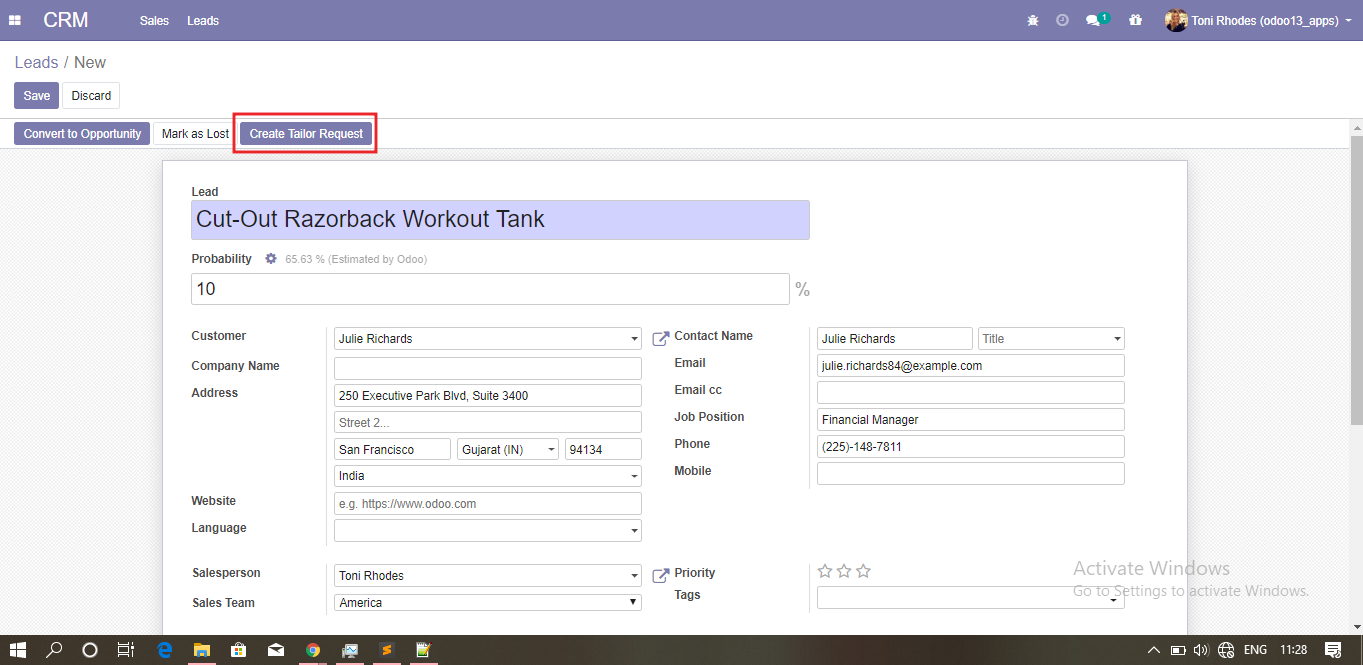 CRM Sales Leads 1 Toni Rhodes (odoo13_apps)
Leads / New
Save Discard
Convert to Opportunity Mark as Lost Create Tailor Request
Lead
Cut-Out Razorback Workout Tank
Probability 65.63 % (Estimated by Odoo)
10 %
Customer Julie Richards Contact Name Julie Richards Title
Company Name Email julie.richards84@example.com
Address 250 Executive Park Blvd, Suite 3400 Email cc
Street 2... Job Position Financial Manager
San Francisco Gujarat (IN) 94134 Phone (225)-148-7811
India Mobile
Website e.g. https://www.odoo.com
Language
Salesperson Toni Rhodes Priority
Sales Team America Tags
Activate Windows
Go to Settings to activate Windows.
ENG 11:28